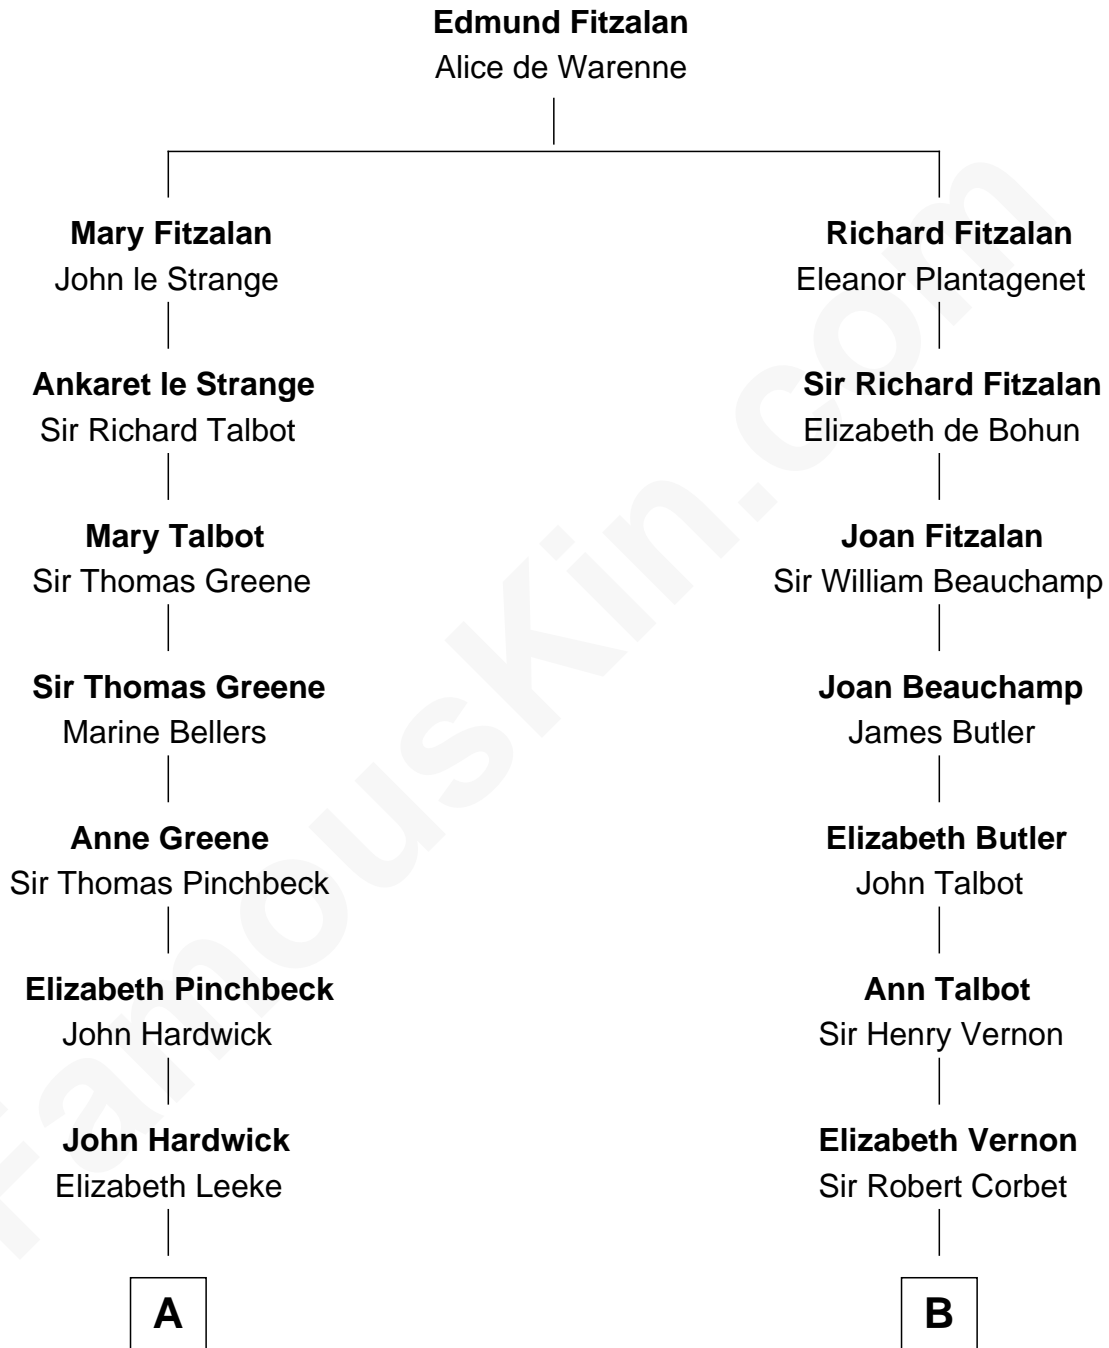 Edmund Fitzalan
Alice de Warenne
Mary Fitzalan
John le Strange
Richard Fitzalan
Eleanor Plantagenet
Ankaret le Strange
Sir Richard Talbot
Sir Richard Fitzalan
Elizabeth de Bohun
Mary Talbot
Sir Thomas Greene
Joan Fitzalan
Sir William Beauchamp
Sir Thomas Greene
Marine Bellers
Joan Beauchamp
James Butler
Anne Greene
Sir Thomas Pinchbeck
Elizabeth Butler
John Talbot
Elizabeth Pinchbeck
John Hardwick
Ann Talbot
Sir Henry Vernon
John Hardwick
Elizabeth Leeke
Elizabeth Vernon
Sir Robert Corbet
A
B
FamousKin.com